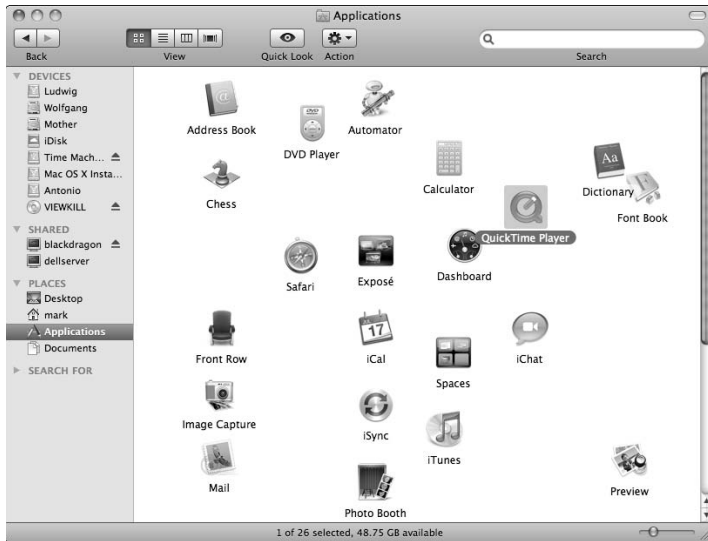 Applications
Back
View
Quick Look
Action
Search
DEVICES
Ludwig
Wolfgang
Mother
iDisk
Time Mach...
Mac OS X Insta...
Antonio
VIEWKILL
SHARED
blackdragon
dellserver
PLACES
Desktop
mark
Applications
Documents
SEARCH FOR
Address Book
DVD Player
Automator
Chess
Calculator
Dictionary
Font Book
QuickTime Player
Safari
Exposé
Dashboard
Front Row
iCal
iChat
Spaces
Image Capture
iSync
iTunes
Mail
Photo Booth
Preview
1 of 26 selected, 48.75 GB available
@
DVD
Aa
17